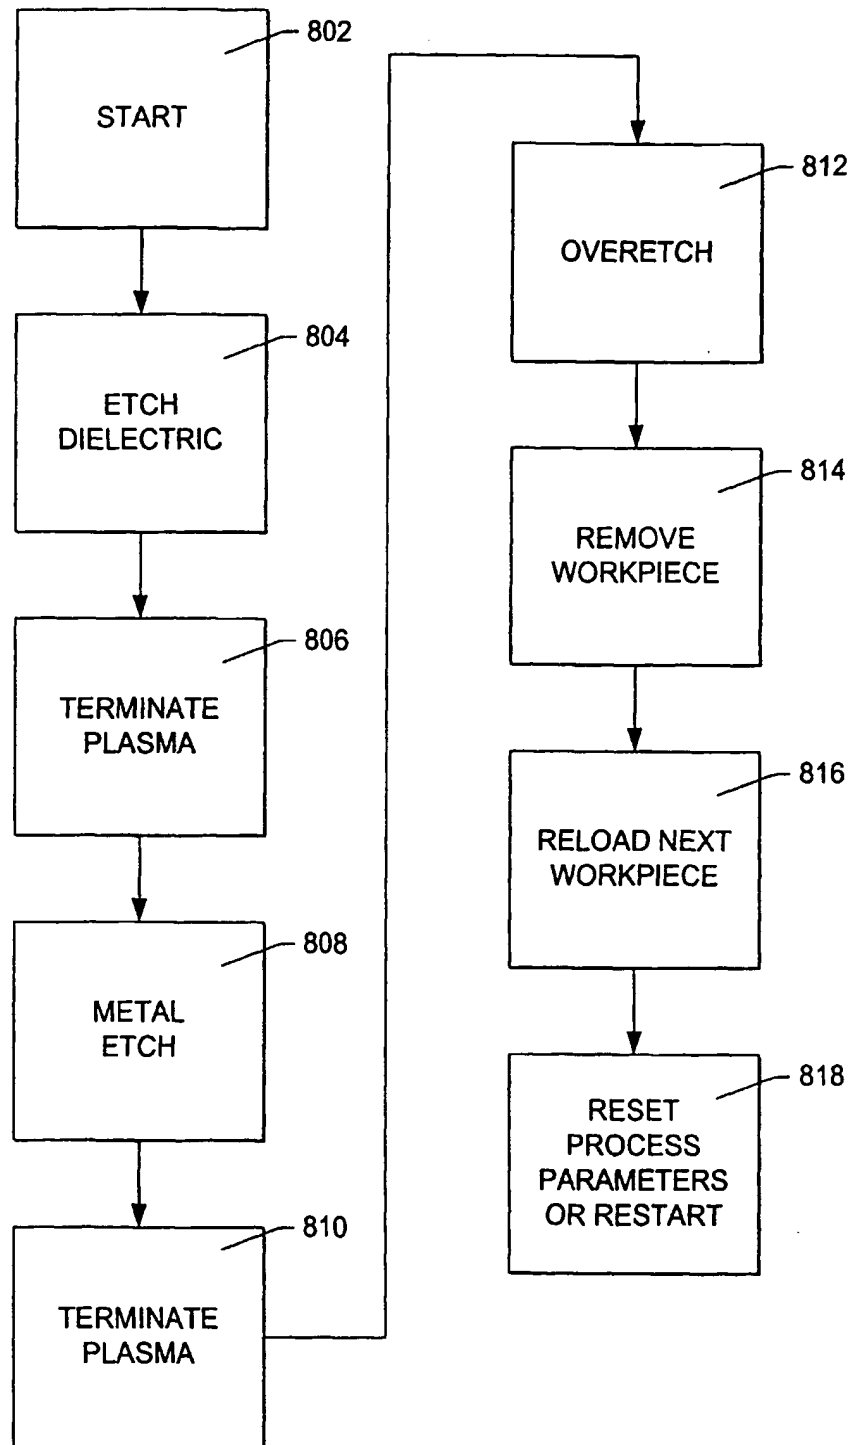 802
START
804
ETCH
DIELECTRIC
806
TERMINATE
PLASMA
808
METAL
ETCH
810
TERMINATE
PLASMA
812
OVERETCH
814
REMOVE
WORKPIECE
816
RELOAD NEXT
WORKPIECE
818
RESET
PROCESS
PARAMETERS
OR RESTART